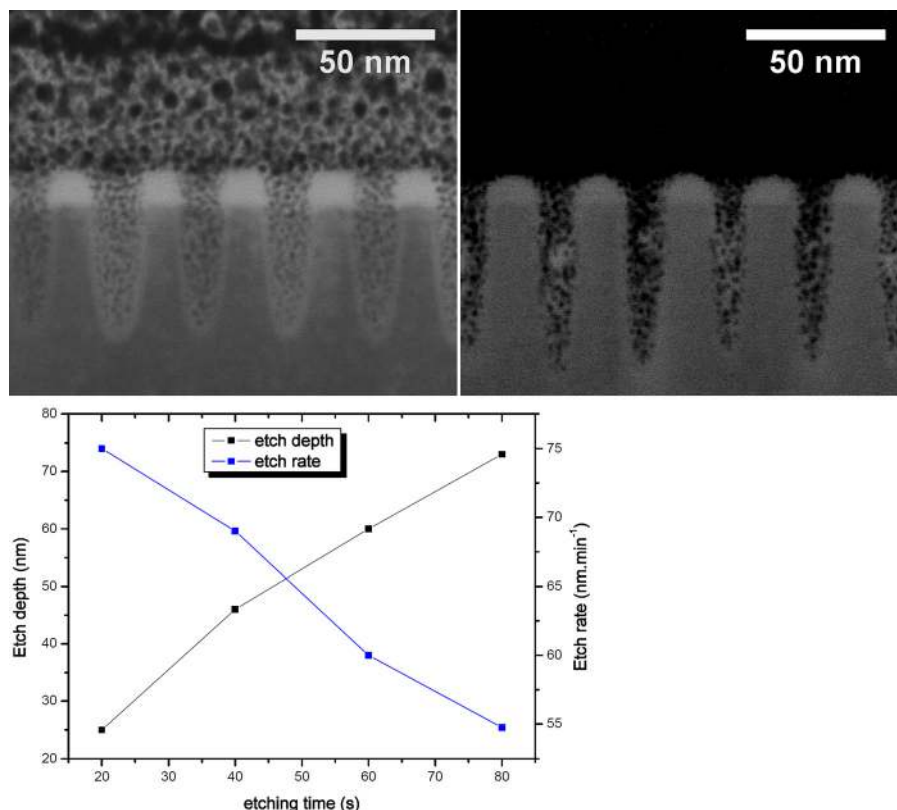 50 nm
50 nm
etch depth
etch rate
Etch depth (nm)
80
70
60
50
40
30
20
75
70
65
60
55
Etch rate (nm.min⁻¹)
20 30 40 50 60 70 80
etching time (s)